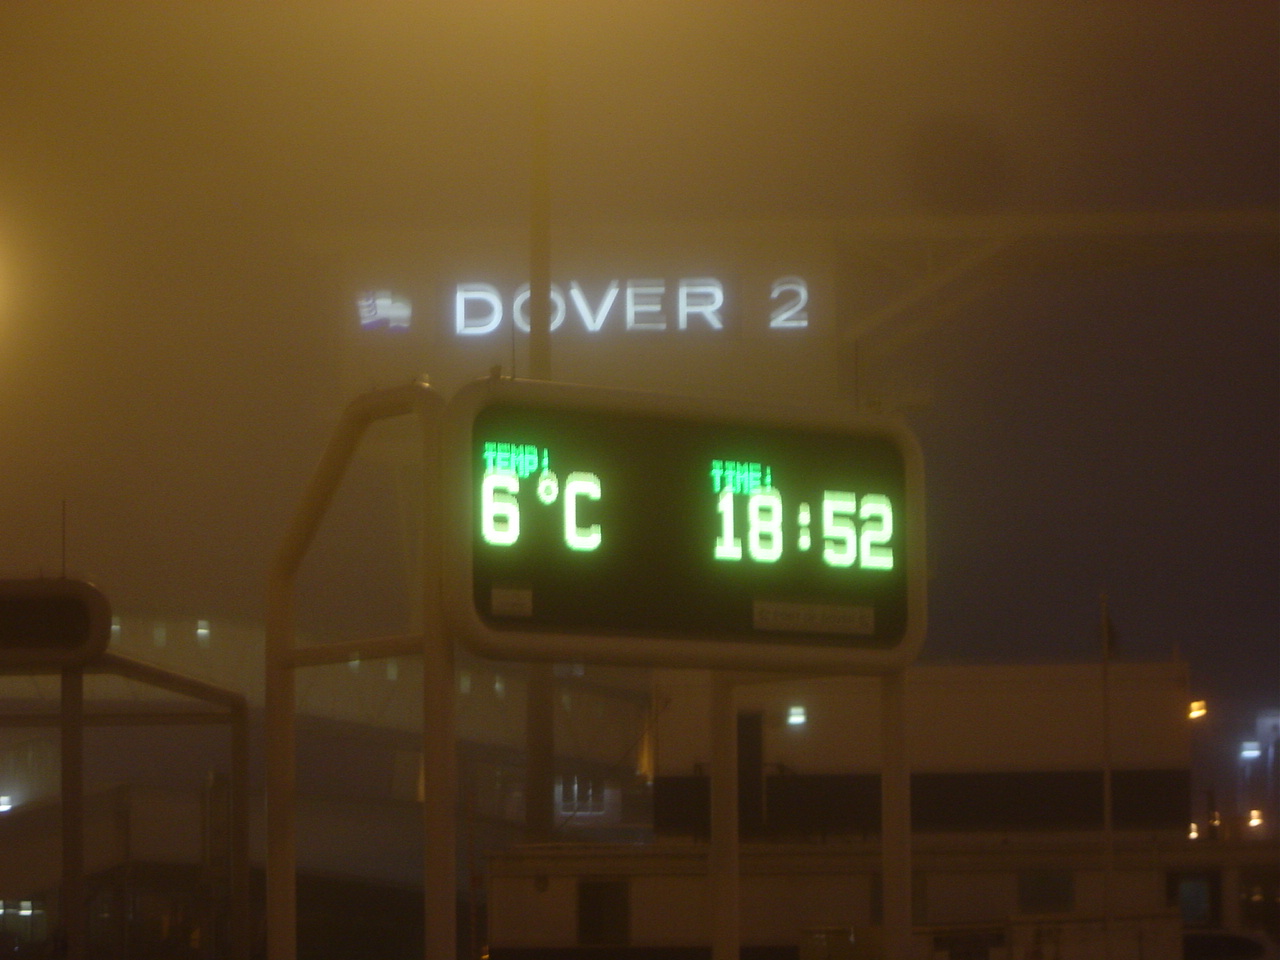 DOVER 2
TEMP: TIME:
6°C 18:52